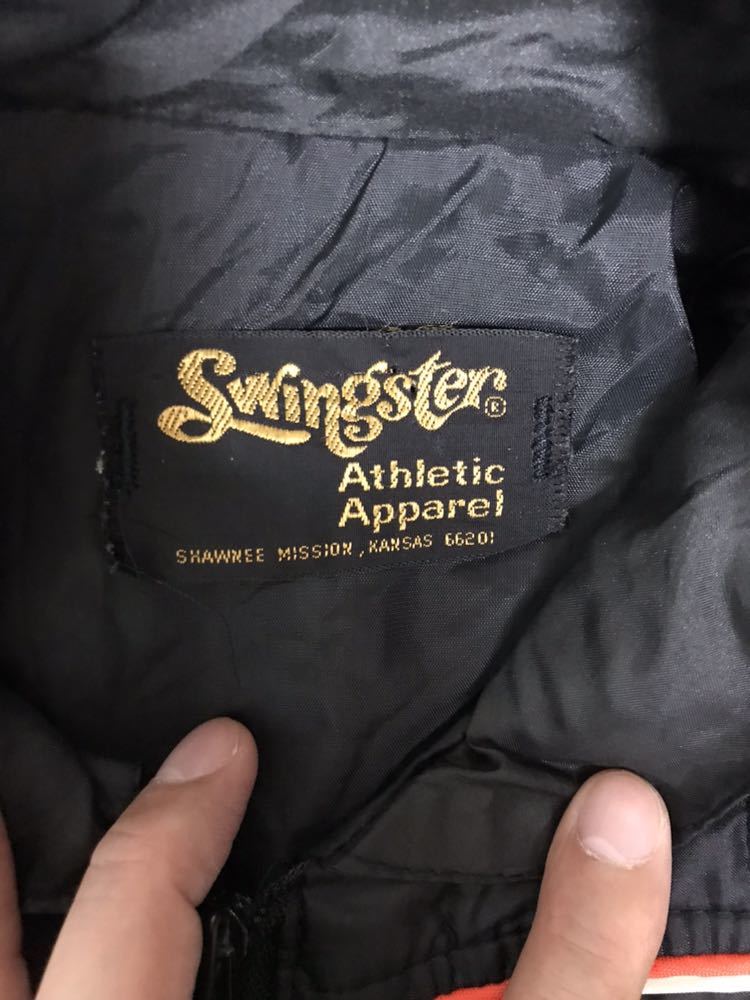 Swingster®
Athletic
Apparel
SHAWNEE MISSION, KANSAS 66201